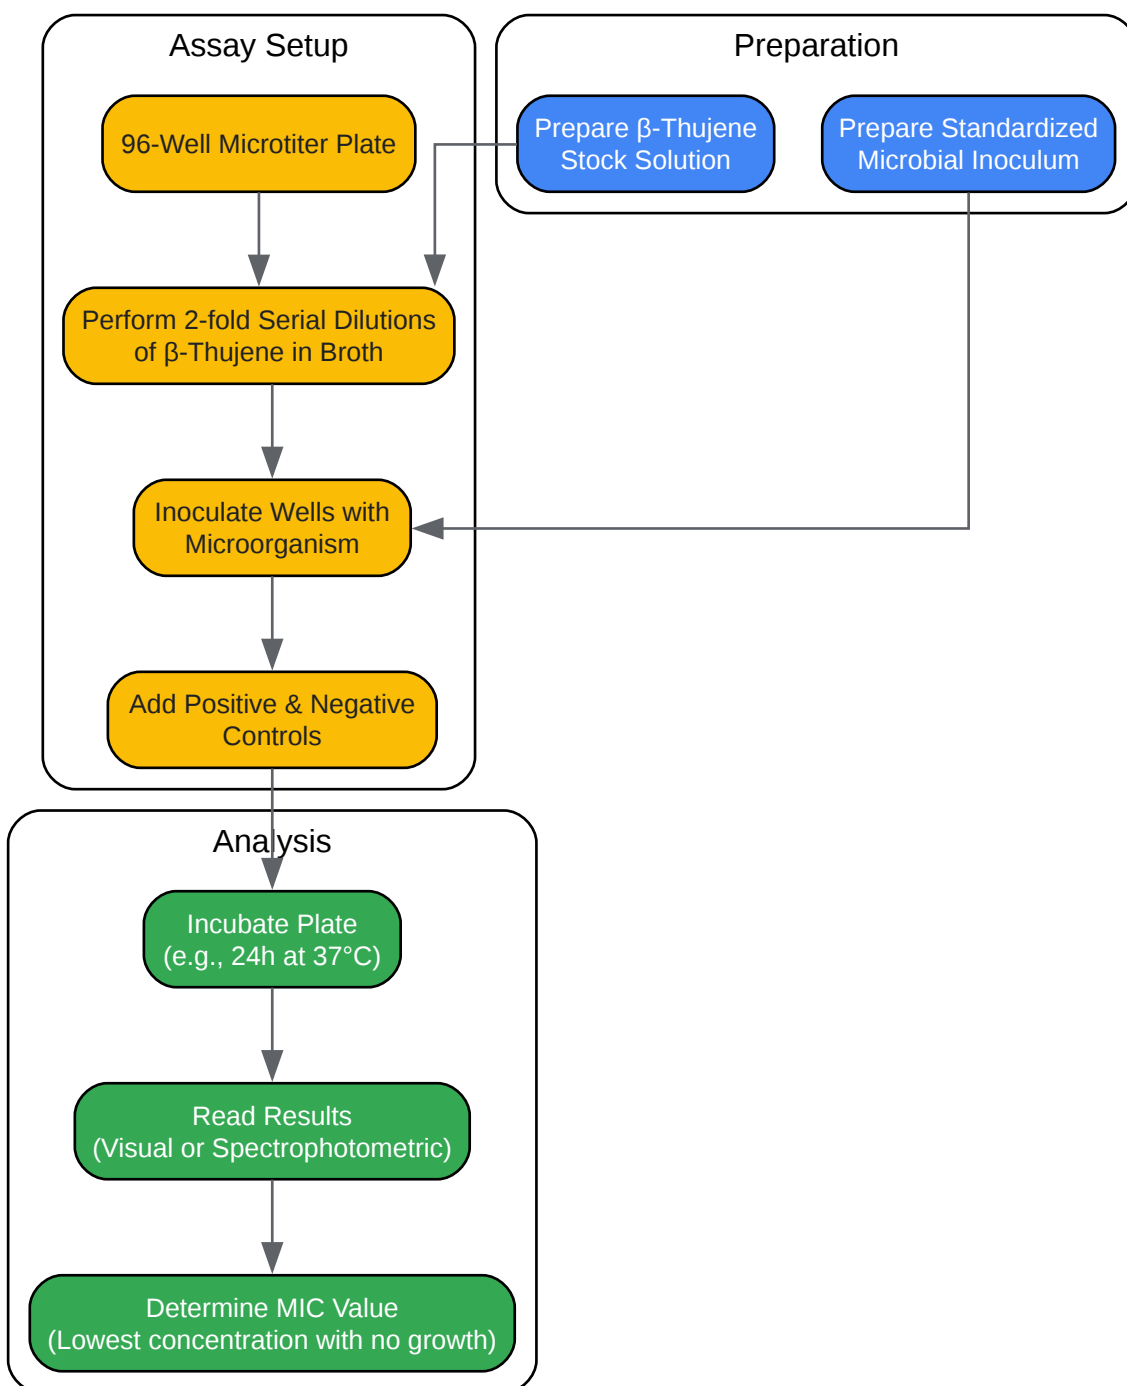 Assay Setup
96-Well Microtiter Plate
Perform 2-fold Serial Dilutions
of β-Thujene in Broth
Inoculate Wells with
Microorganism
Add Positive & Negative
Controls
Preparation
Prepare β-Thujene
Stock Solution
Prepare Standardized
Microbial Inoculum
Analysis
Incubate Plate
(e.g., 24h at 37°C)
Read Results
(Visual or Spectrophotometric)
Determine MIC Value
(Lowest concentration with no growth)